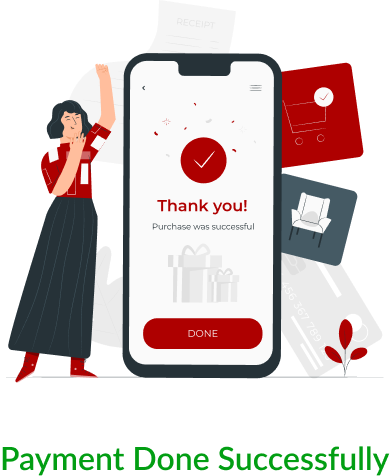 RECEIPT
Thank you!
Purchase was successful
DONE
Payment Done Successfully